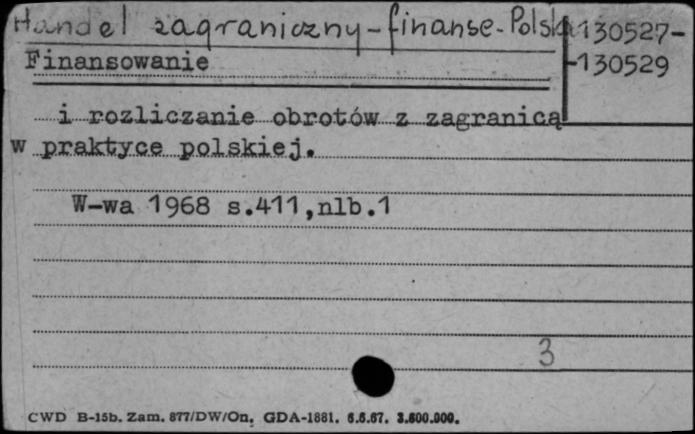 Handel zagraniczny-finanse-Polska 130527-
Finansowanie -130529
i rozliczanie obrotów z zagranicą
w praktyce polskiej.
W-wa 1968 s.411,nlb.1
3
CWD B-15b. Zam. 877/DW/On. GDA-1881. 6.6.67. 3.600.000.